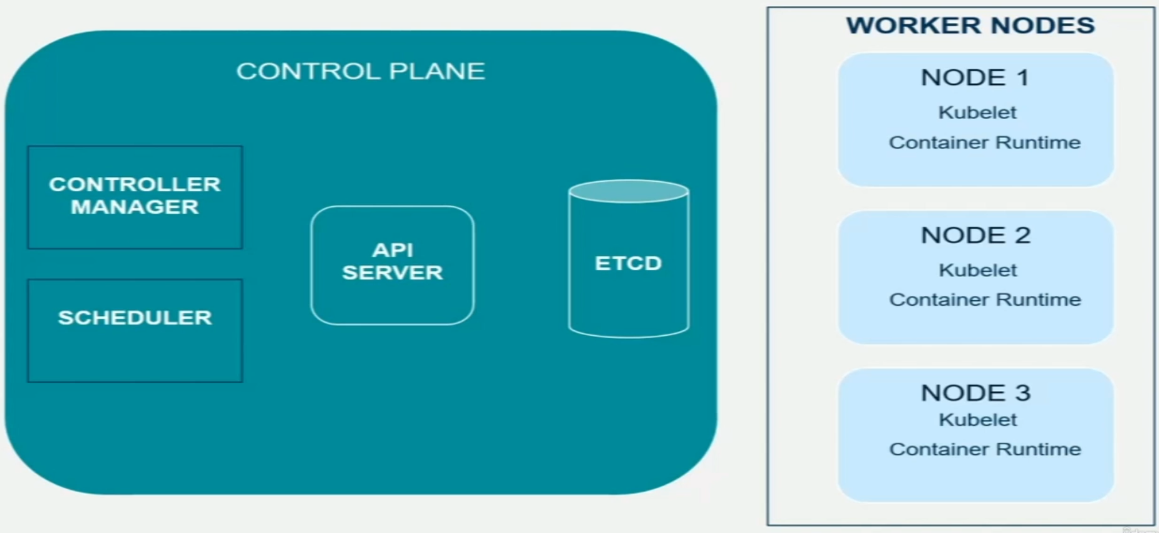 CONTROL PLANE
CONTROLLER
MANAGER
SCHEDULER
API
SERVER
ETCD
WORKER NODES
NODE 1
Kubelet
Container Runtime
NODE 2
Kubelet
Container Runtime
NODE 3
Kubelet
Container Runtime